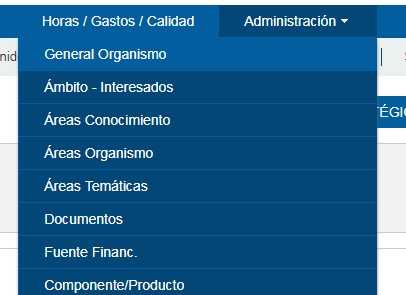 Horas / Gastos / Calidad Administración
General Organismo
Ámbito - Interesados
Áreas Conocimiento
TÉGI
Áreas Organismo
Áreas Temáticas
Documentos
Fuente Financ.
Componente/Producto